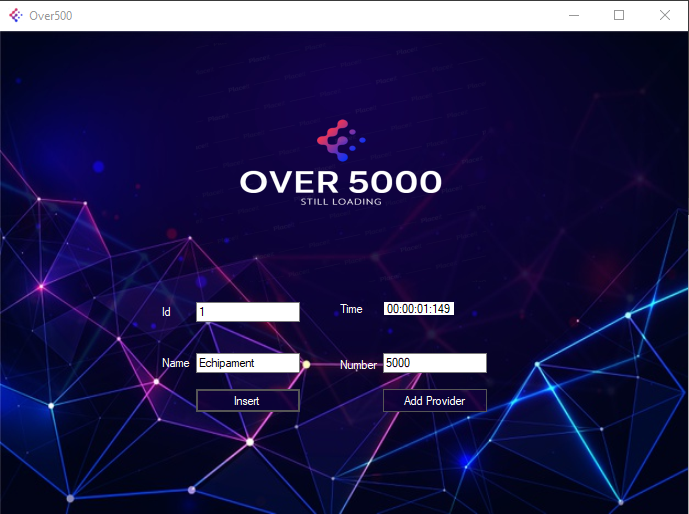 Over500
OVER 5000
STILL LOADING
Id 1 Time 00:00:01:149
Name Echipament Number 5000
Insert Add Provider